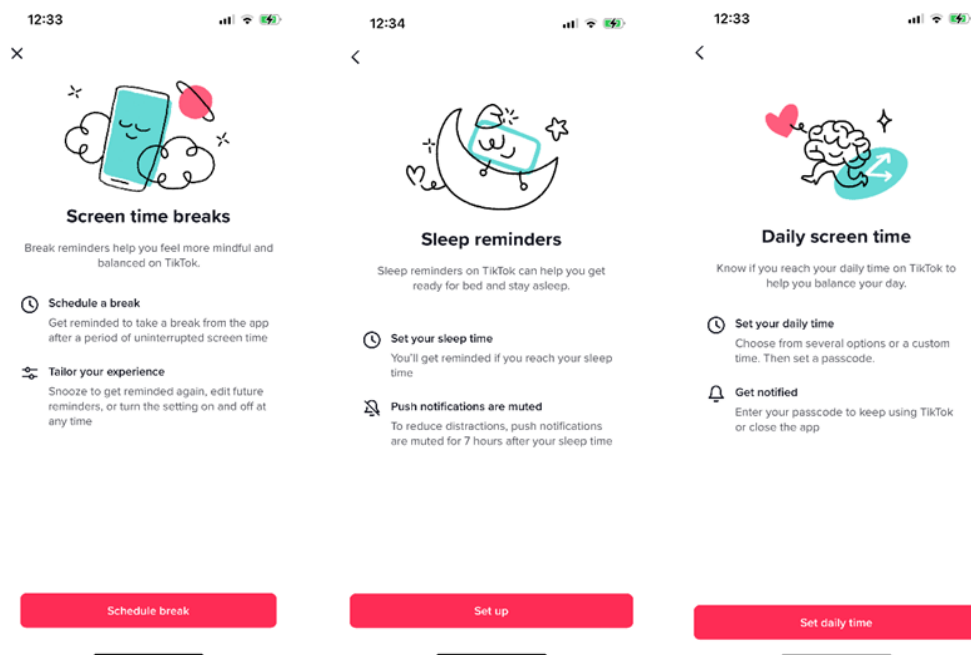 12:33
Screen time breaks
Break reminders help you feel more mindful and
balanced on TikTok.
Schedule a break
Get reminded to take a break from the app
after a period of uninterrupted screen time
Tailor your experience
Snooze to get reminded again, edit future
reminders, or turn the setting on and off at
any time
Schedule break
12:34
Sleep reminders
Sleep reminders on TikTok can help you get
ready for bed and stay asleep.
Set your sleep time
You'll get reminded if you reach your sleep
time
Push notifications are muted
To reduce distractions, push notifications
are muted for 7 hours after your sleep time
Set up
12:33
Daily screen time
Know if you reach your daily time on TikTok to
help you balance your day.
Set your daily time
Choose from several options or a custom
time. Then set a passcode.
Get notified
Enter your passcode to keep using TikTok
or close the app
Set daily time